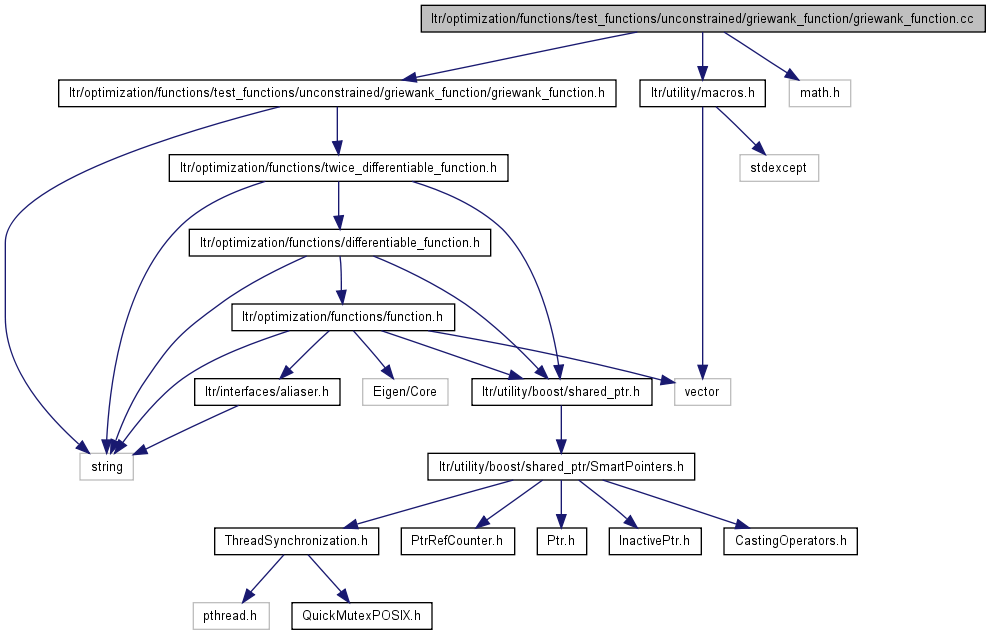 ltr/optimization/functions/test_functions/unconstrained/griewank_function/griewank_function.cc
ltr/optimization/functions/test_functions/unconstrained/griewank_function/griewank_function.h
ltr/utility/macros.h
math.h
ltr/optimization/functions/twice_differentiable_function.h
stdexcept
ltr/optimization/functions/differentiable_function.h
ltr/optimization/functions/function.h
ltr/interfaces/aliaser.h
Eigen/Core
ltr/utility/boost/shared_ptr.h
vector
string
ltr/utility/boost/shared_ptr/SmartPointers.h
ThreadSynchronization.h
PtrRefCounter.h
Ptr.h
InactivePtr.h
CastingOperators.h
pthread.h
QuickMutexPOSIX.h